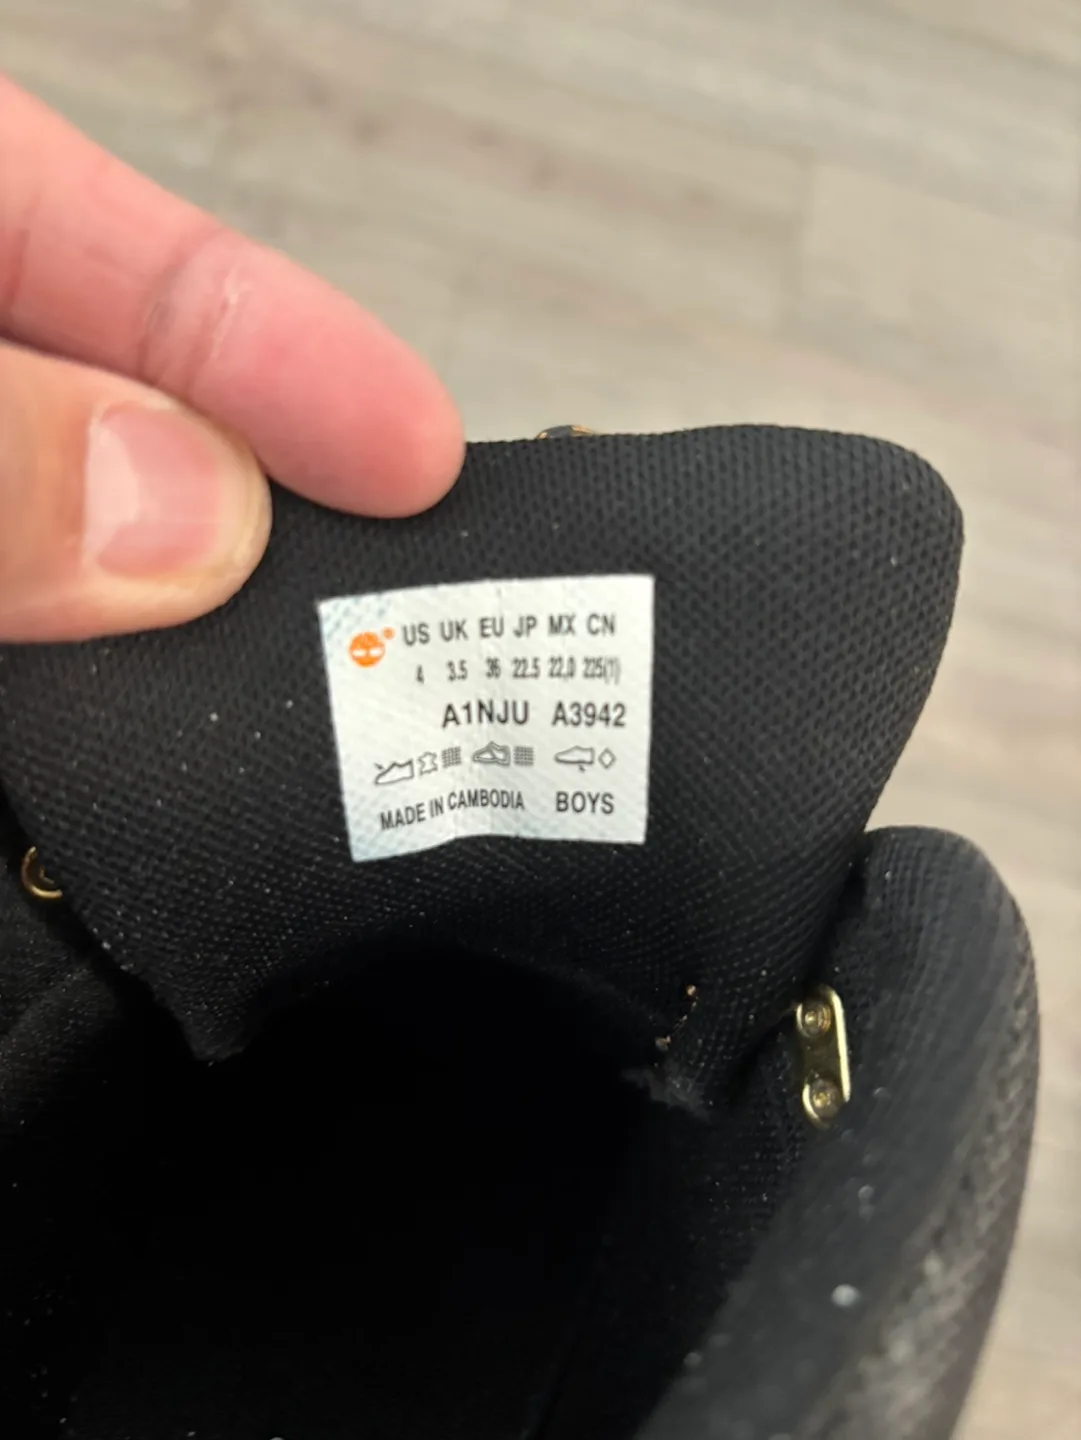 US UK EU JP MX CN
4 3.5 36 22.5 22.0 225(1)
A1NJU A3942
MADE IN CAMBODIA BOYS